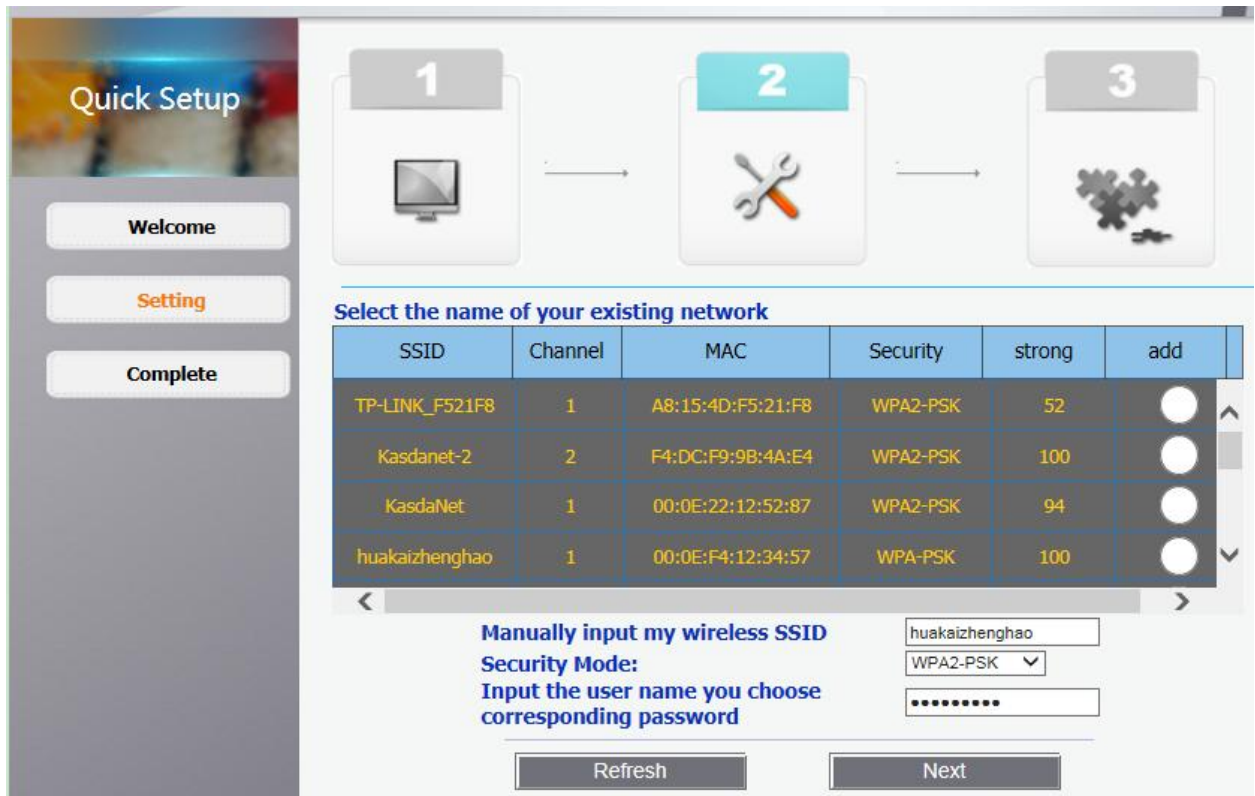 Quick Setup
1
2
3
Welcome
Setting
Complete
Select the name of your existing network
SSID Channel MAC Security strong add
TP-LINK_F521F8 1 A8:15:4D:F5:21:F8 WPA2-PSK 52
Kasdanet-2 2 F4:DC:F9:9B:4A:E4 WPA2-PSK 100
KasdaNet 1 00:0E:22:12:52:87 WPA2-PSK 94
huakaizhenghao 1 00:0E:F4:12:34:57 WPA-PSK 100
Manually input my wireless SSID huakaizhenghao
Security Mode: WPA2-PSK
Input the user name you choose
corresponding password •••••••••
Refresh Next